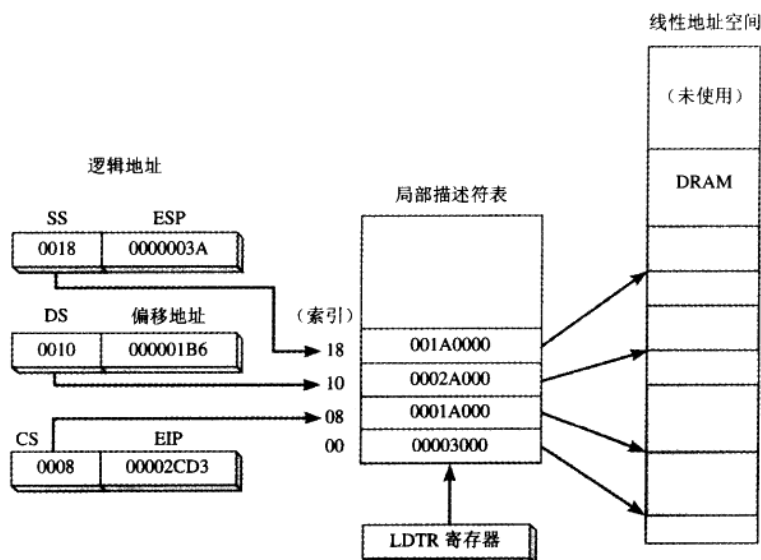 线性地址空间
（未使用）
逻辑地址
DRAM
局部描述符表
SS ESP
0018 0000003A
DS 偏移地址
（索引）
0010 000001B6
18 001A0000
10 0002A000
08 0001A000
00 00003000
CS EIP
0008 00002CD3
LDTR 寄存器